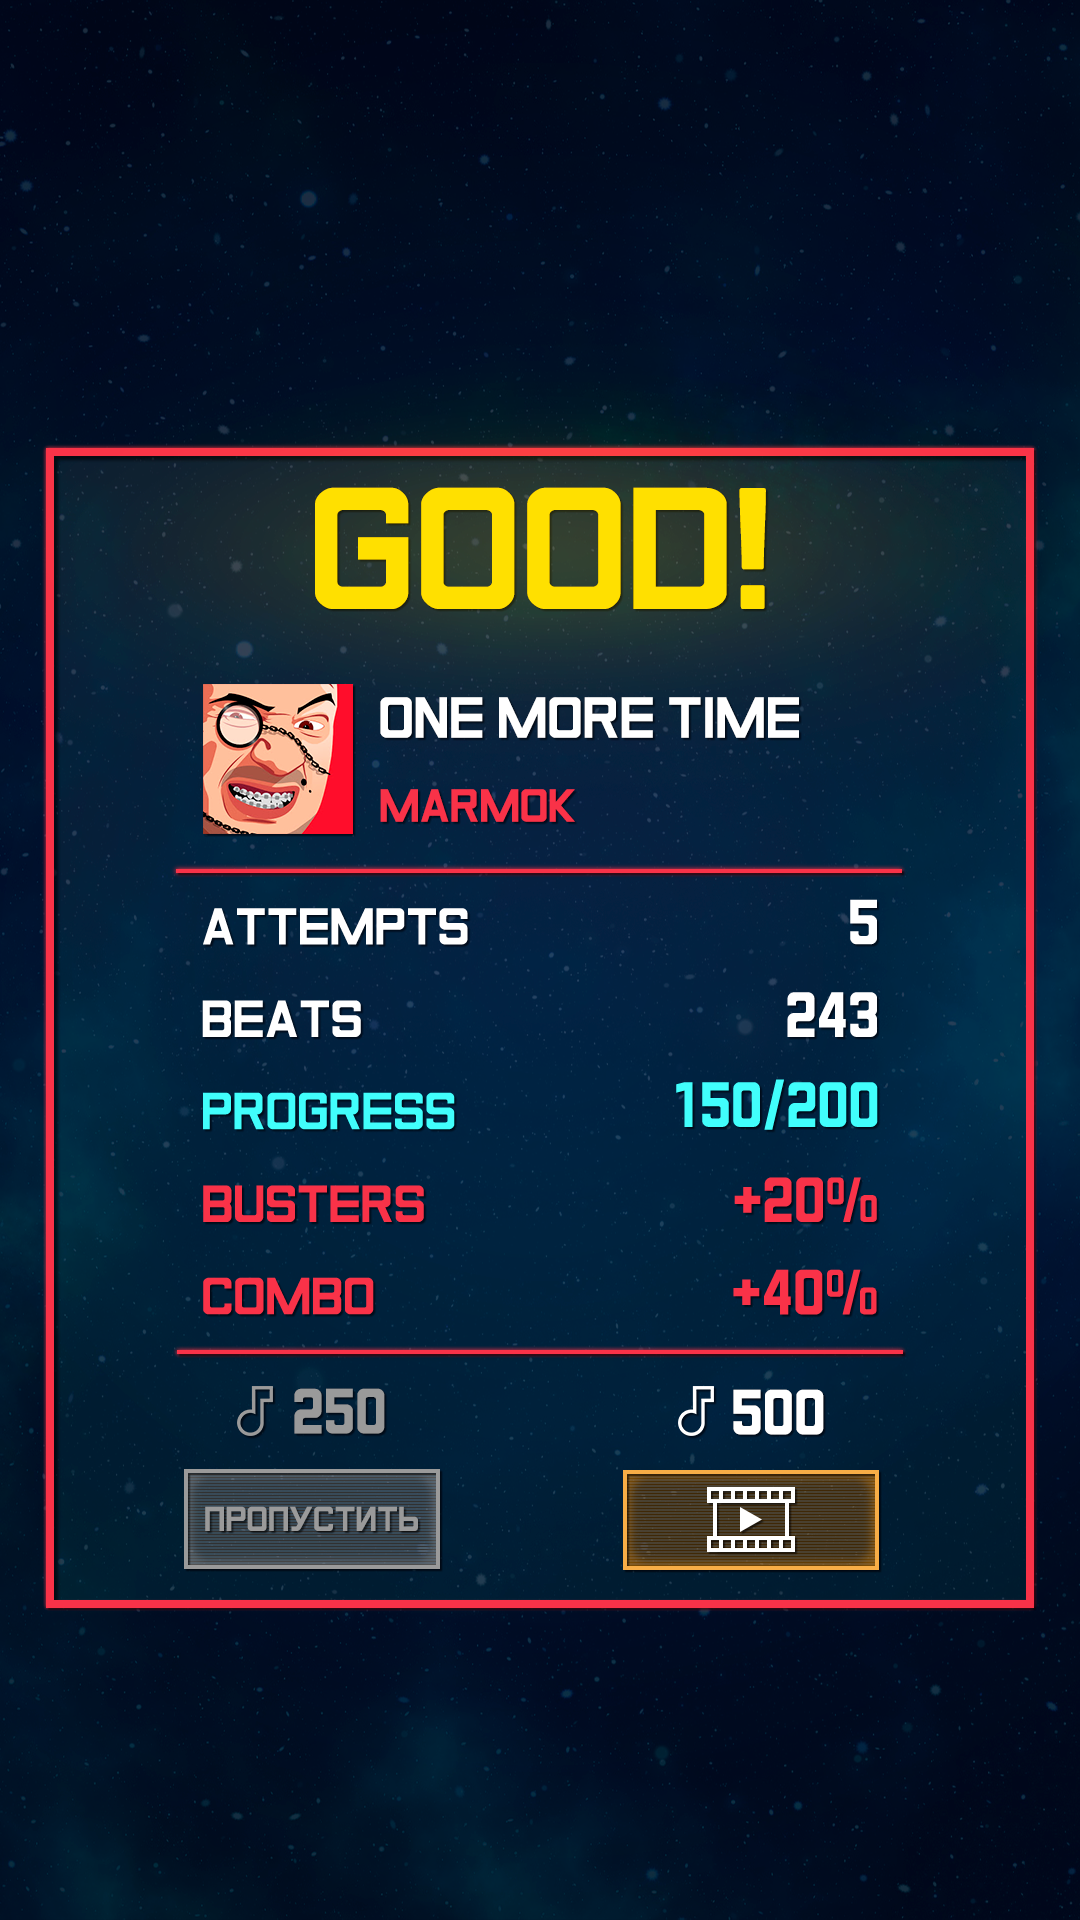 GOOD!
ONE MORE TIME
MARMOK
ATTEMPTS 5
BEATS 243
PROGRESS 150/200
BUSTERS +20%
COMBO +40%
250 500
ПРОПУСТИТЬ